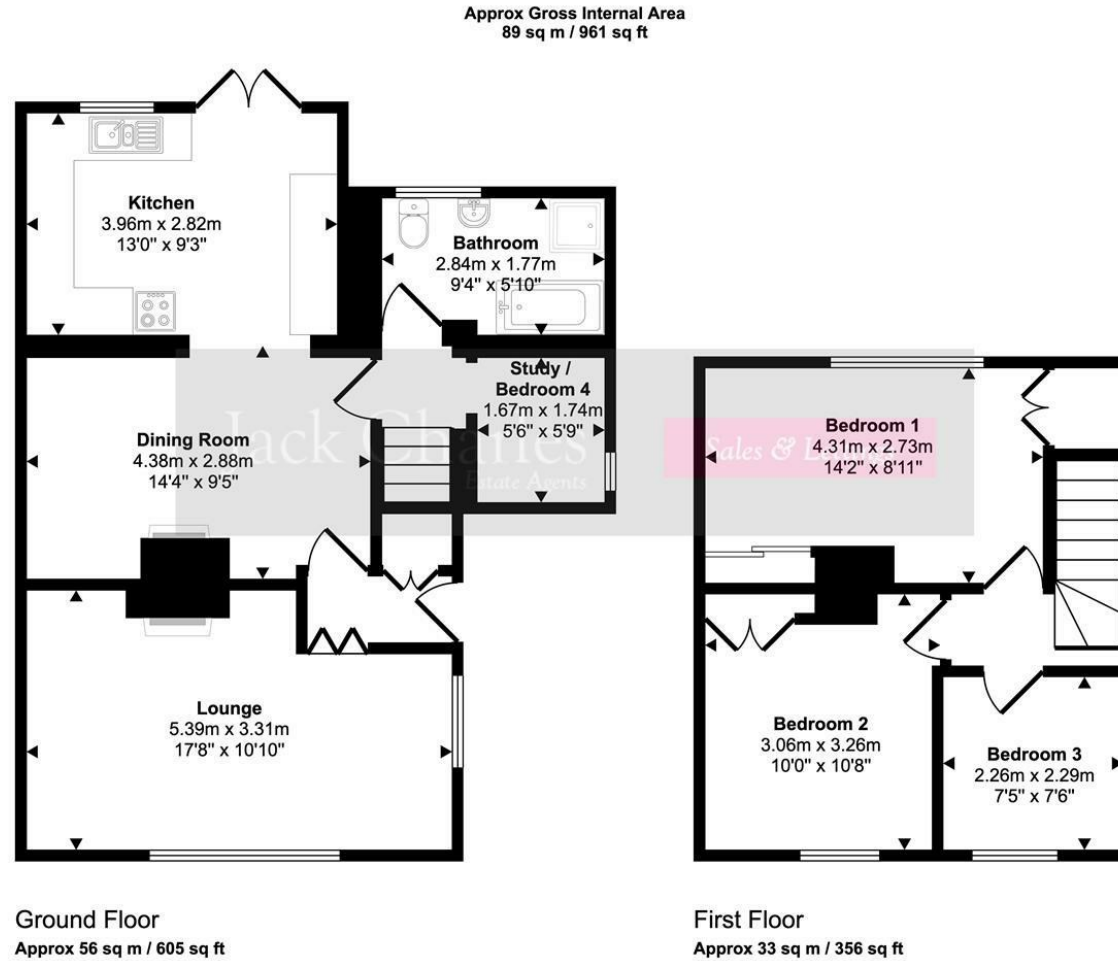 Approx Gross Internal Area
89 sq m / 961 sq ft
Kitchen
3.96m x 2.82m
13'0" x 9'3"
Bathroom
2.84m x 1.77m
9'4" x 5'10"
Study /
Bedroom 4
1.67m x 1.74m
5'6" x 5'9"
Dining Room
4.38m x 2.88m
14'4" x 9'5"
Jack Charles
Estate Agents
Sales &
Bedroom 1
4.31m x 2.73m
14'2" x 8'11"
Lounge
5.39m x 3.31m
17'8" x 10'10"
Bedroom 2
3.06m x 3.26m
10'0" x 10'8"
Bedroom 3
2.26m x 2.29m
7'5" x 7'6"
Ground Floor
Approx 56 sq m / 605 sq ft
First Floor
Approx 33 sq m / 356 sq ft